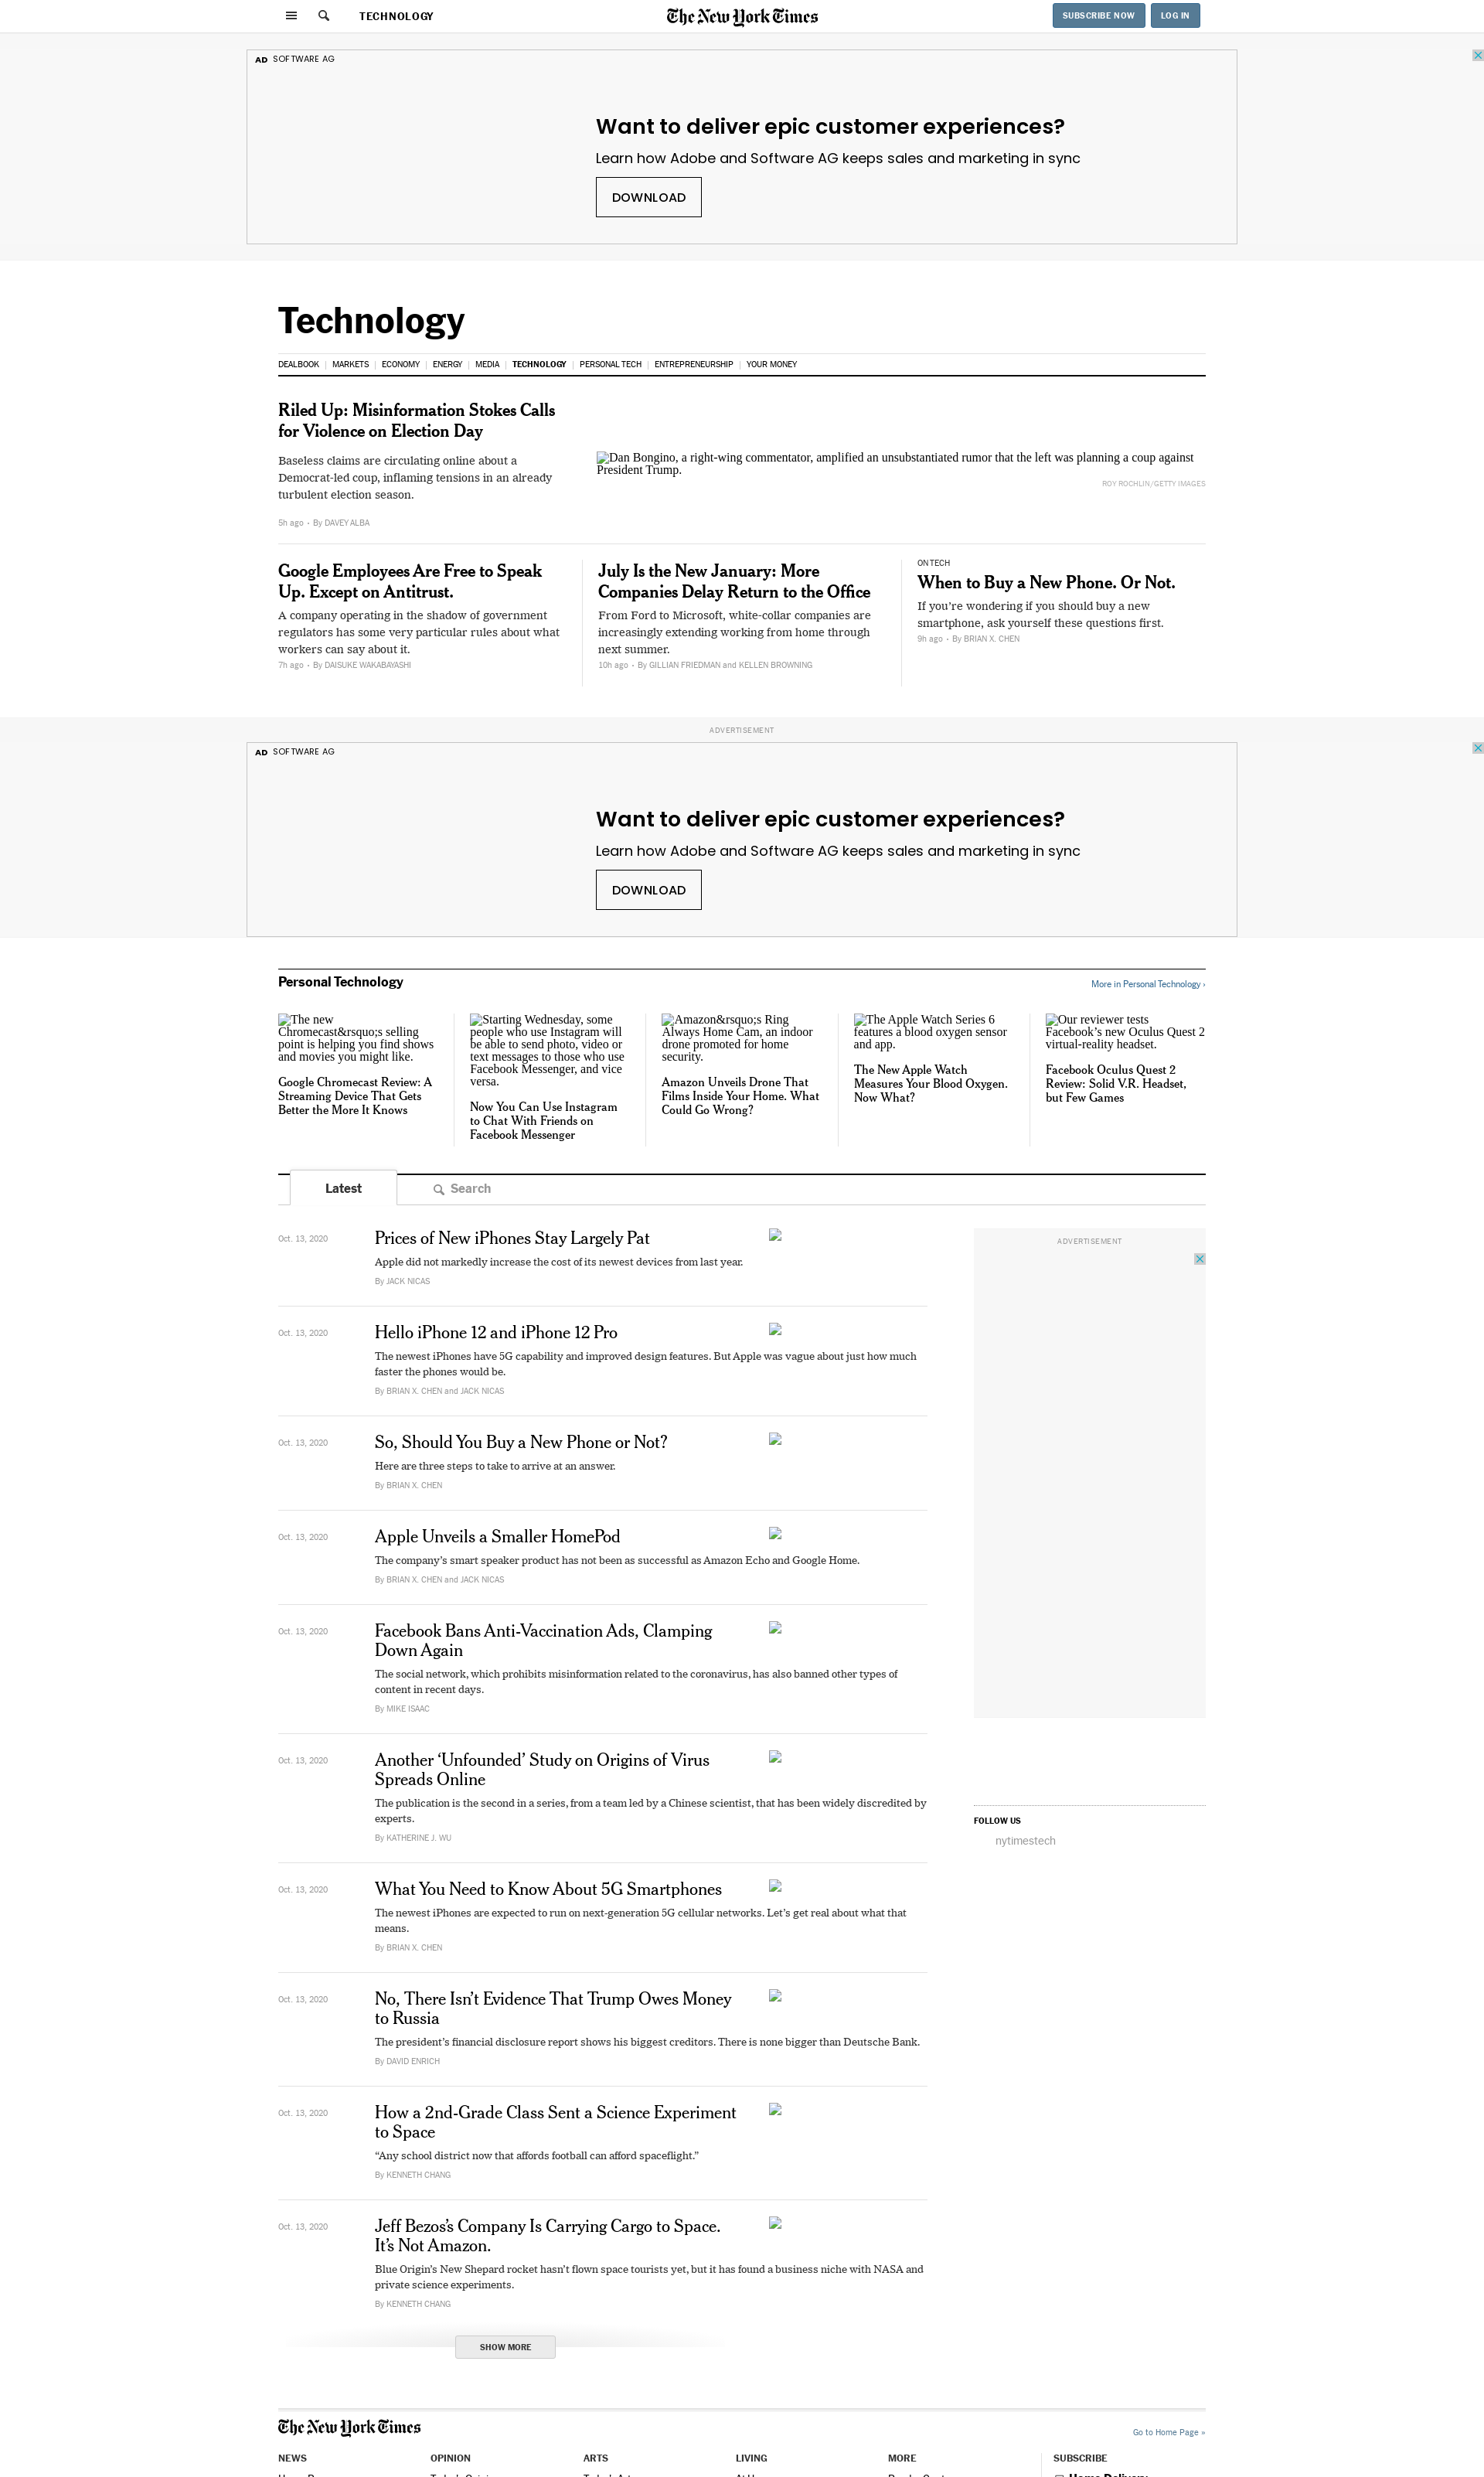 TECHNOLOGY
The New York Times
SUBSCRIBE NOW
LOG IN
AD SOFTWARE AG
Want to deliver epic customer experiences?
Learn how Adobe and Software AG keeps sales and marketing in sync
DOWNLOAD
Technology
DEALBOOK | MARKETS | ECONOMY | ENERGY | MEDIA | TECHNOLOGY | PERSONAL TECH | ENTREPRENEURSHIP | YOUR MONEY
Riled Up: Misinformation Stokes Calls
for Violence on Election Day
Baseless claims are circulating online about a
Democrat-led coup, inflaming tensions in an already
turbulent election season.
5h ago • By DAVEY ALBA
Dan Bongino, a right-wing commentator, amplified an unsubstantiated rumor that the left was planning a coup against
President Trump.
ROY ROCHLIN/GETTY IMAGES
Google Employees Are Free to Speak
Up. Except on Antitrust.
A company operating in the shadow of government
regulators has some very particular rules about what
workers can say about it.
7h ago • By DAISUKE WAKABAYASHI
July Is the New January: More
Companies Delay Return to the Office
From Ford to Microsoft, white-collar companies are
increasingly extending working from home through
next summer.
10h ago • By GILLIAN FRIEDMAN and KELLEN BROWNING
ON TECH
When to Buy a New Phone. Or Not.
If you’re wondering if you should buy a new
smartphone, ask yourself these questions first.
9h ago • By BRIAN X. CHEN
ADVERTISEMENT
AD SOFTWARE AG
Want to deliver epic customer experiences?
Learn how Adobe and Software AG keeps sales and marketing in sync
DOWNLOAD
Personal Technology
More in Personal Technology ›
The new
Chromecast&rsquo;s selling
point is helping you find shows
and movies you might like.
Google Chromecast Review: A
Streaming Device That Gets
Better the More It Knows
Starting Wednesday, some
people who use Instagram will
be able to send photo, video or
text messages to those who use
Facebook Messenger, and vice
versa.
Now You Can Use Instagram
to Chat With Friends on
Facebook Messenger
Amazon&rsquo;s Ring
Always Home Cam, an indoor
drone promoted for home
security.
Amazon Unveils Drone That
Films Inside Your Home. What
Could Go Wrong?
The Apple Watch Series 6
features a blood oxygen sensor
and app.
The New Apple Watch
Measures Your Blood Oxygen.
Now What?
Our reviewer tests
Facebook’s new Oculus Quest 2
virtual-reality headset.
Facebook Oculus Quest 2
Review: Solid V.R. Headset,
but Few Games
Latest
Search
Oct. 13, 2020
Prices of New iPhones Stay Largely Pat
Apple did not markedly increase the cost of its newest devices from last year.
By JACK NICAS
ADVERTISEMENT
Oct. 13, 2020
Hello iPhone 12 and iPhone 12 Pro
The newest iPhones have 5G capability and improved design features. But Apple was vague about just how much
faster the phones would be.
By BRIAN X. CHEN and JACK NICAS
Oct. 13, 2020
So, Should You Buy a New Phone or Not?
Here are three steps to take to arrive at an answer.
By BRIAN X. CHEN
Oct. 13, 2020
Apple Unveils a Smaller HomePod
The company’s smart speaker product has not been as successful as Amazon Echo and Google Home.
By BRIAN X. CHEN and JACK NICAS
Oct. 13, 2020
Facebook Bans Anti-Vaccination Ads, Clamping
Down Again
The social network, which prohibits misinformation related to the coronavirus, has also banned other types of
content in recent days.
By MIKE ISAAC
Oct. 13, 2020
Another ‘Unfounded’ Study on Origins of Virus
Spreads Online
The publication is the second in a series, from a team led by a Chinese scientist, that has been widely discredited by
experts.
By KATHERINE J. WU
FOLLOW US
nytimestech
Oct. 13, 2020
What You Need to Know About 5G Smartphones
The newest iPhones are expected to run on next-generation 5G cellular networks. Let’s get real about what that
means.
By BRIAN X. CHEN
Oct. 13, 2020
No, There Isn’t Evidence That Trump Owes Money
to Russia
The president’s financial disclosure report shows his biggest creditors. There is none bigger than Deutsche Bank.
By DAVID ENRICH
Oct. 13, 2020
How a 2nd-Grade Class Sent a Science Experiment
to Space
“Any school district now that affords football can afford spaceflight.”
By KENNETH CHANG
Oct. 13, 2020
Jeff Bezos’s Company Is Carrying Cargo to Space.
It’s Not Amazon.
Blue Origin’s New Shepard rocket hasn’t flown space tourists yet, but it has found a business niche with NASA and
private science experiments.
By KENNETH CHANG
SHOW MORE
The New York Times
Go to Home Page »
NEWS
OPINION
ARTS
LIVING
MORE
SUBSCRIBE